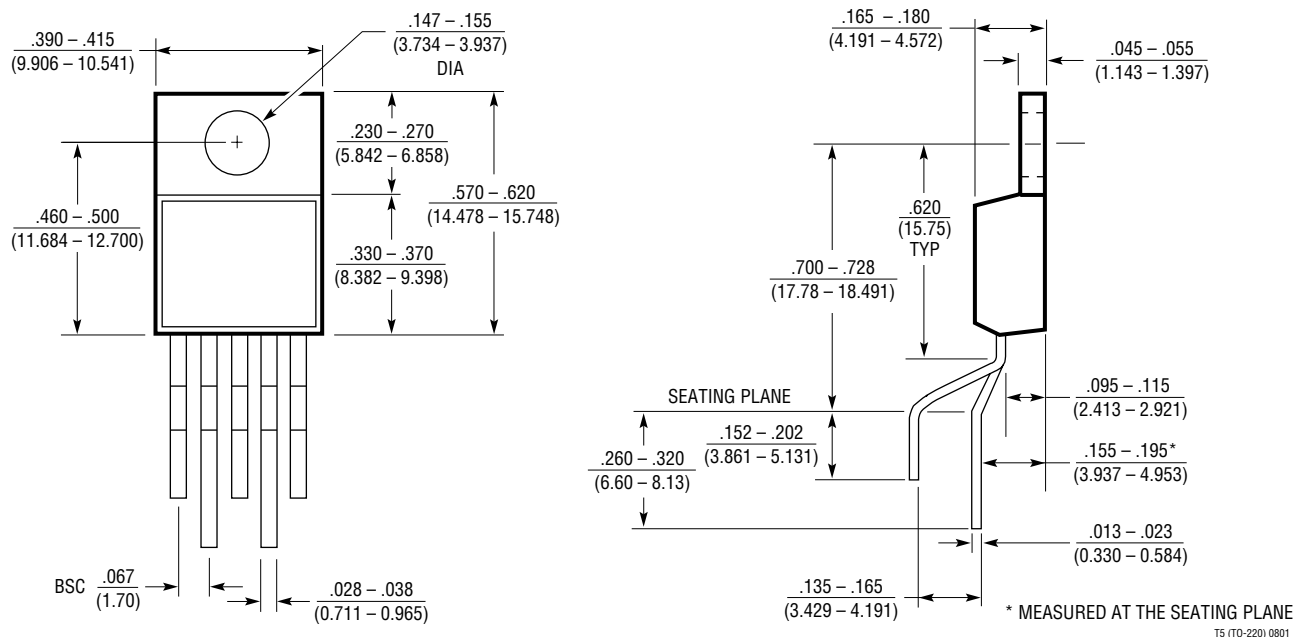 .390 – .415
(9.906 – 10.541)
.147 – .155
(3.734 – 3.937)
DIA
.230 – .270
(5.842 – 6.858)
.570 – .620
(14.478 – 15.748)
.460 – .500
(11.684 – 12.700)
.330 – .370
(8.382 – 9.398)
BSC
.067
(1.70)
.028 – .038
(0.711 – 0.965)
.165 – .180
(4.191 – 4.572)
.045 – .055
(1.143 – 1.397)
.620
(15.75)
TYP
.700 – .728
(17.78 – 18.491)
SEATING PLANE
.095 – .115
(2.413 – 2.921)
.152 – .202
(3.861 – 5.131)
.260 – .320
(6.60 – 8.13)
.155 – .195*
(3.937 – 4.953)
.013 – .023
(0.330 – 0.584)
.135 – .165
(3.429 – 4.191)
* MEASURED AT THE SEATING PLANE
T5 (TO-220) 0801